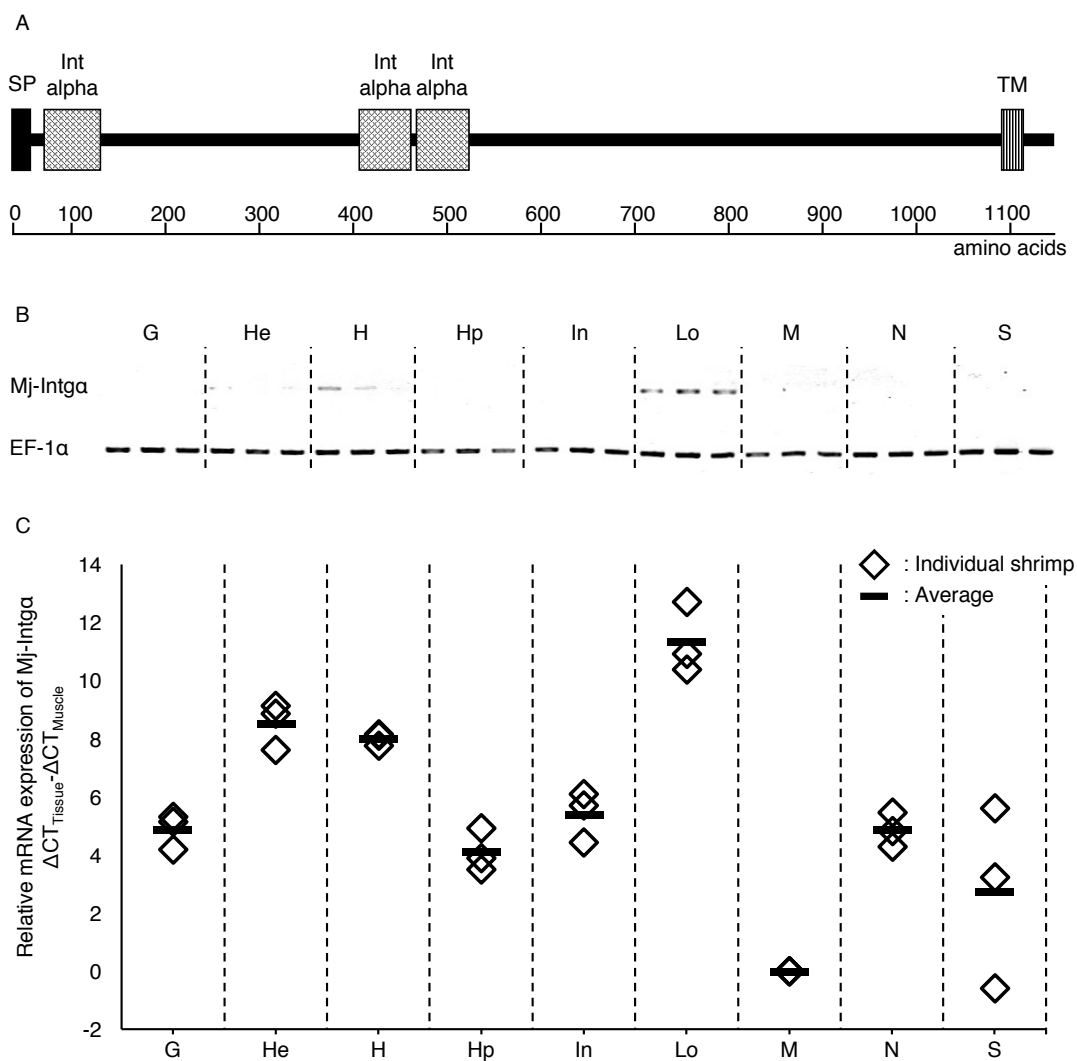 A
Int
alpha
Int
alpha
Int
alpha
SP
TM
0 100 200 300 400 500 600 700 800 900 1000 1100
amino acids
B
G He H Hp In Lo M N S
Mj-Intgα
EF-1α
C
Relative mRNA expression of Mj-Intgα
ΔCTTissue-ΔCTMuscle
14
12
10
8
6
4
2
0
-2
: Individual shrimp
: Average
G He H Hp In Lo M N S